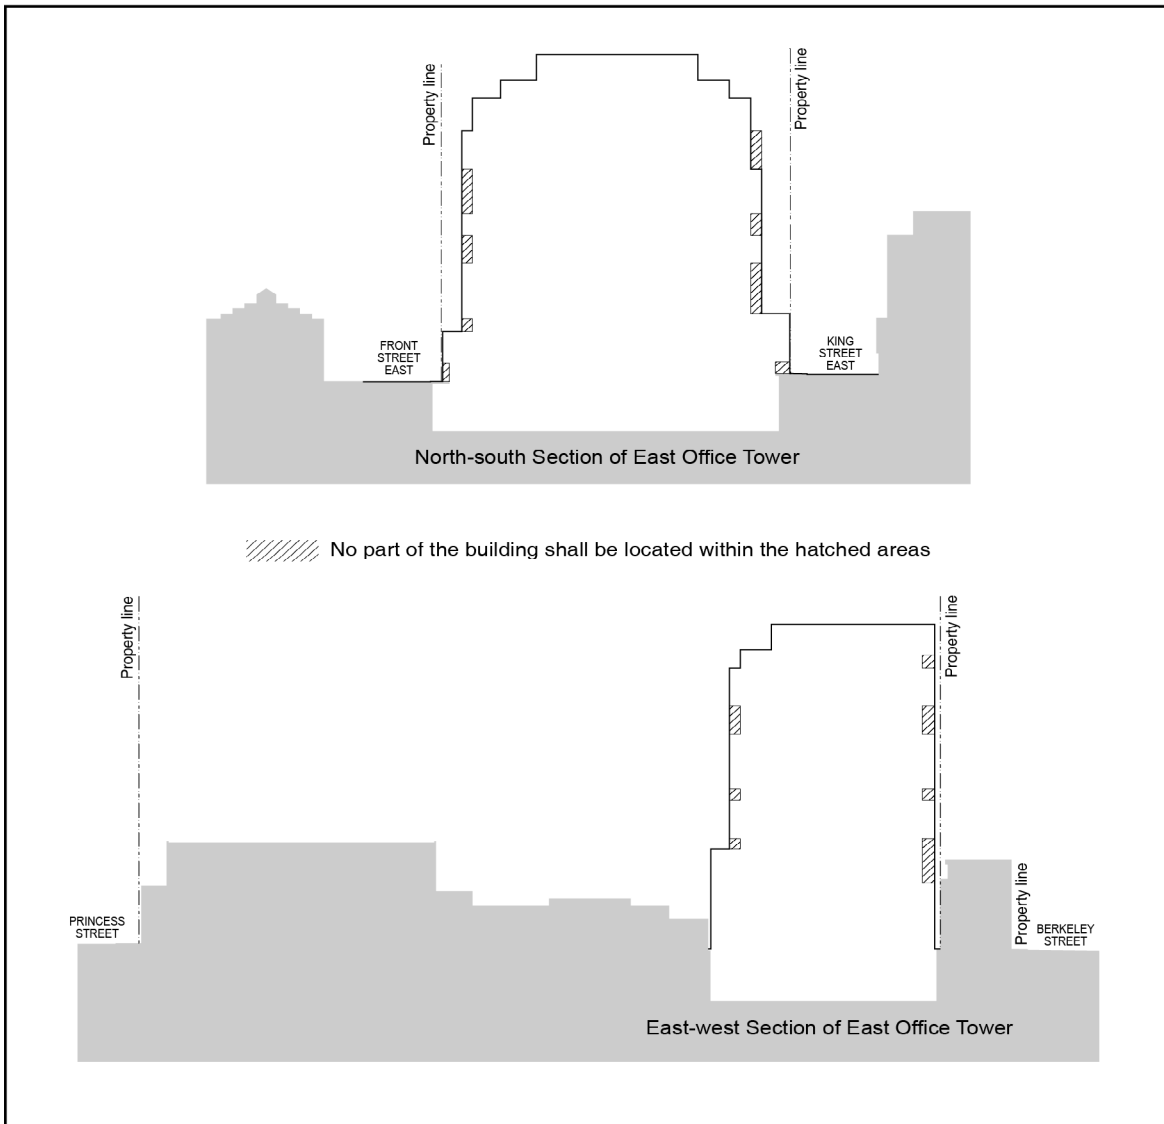 Property line
Property line
FRONT
STREET
EAST
KING
STREET
EAST
North-south Section of East Office Tower
No part of the building shall be located within the hatched areas
Property line
Property line
PRINCESS
STREET
Property line
BERKELEY
STREET
East-west Section of East Office Tower